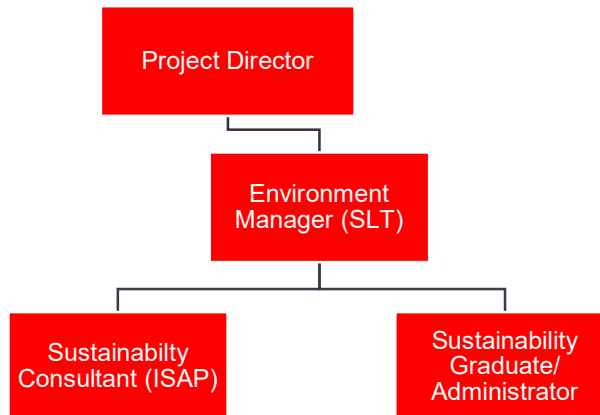 Project Director
Environment
Manager (SLT)
Sustainabilty
Consultant (ISAP)
Sustainability
Graduate/
Administrator